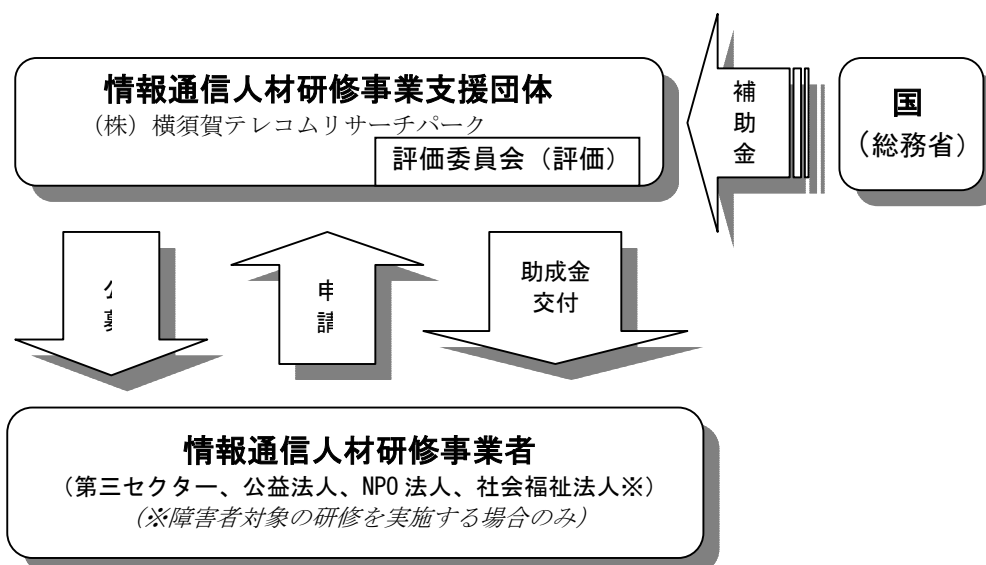 情報通信人材研修事業支援団体
（株）横須賀テレコムリサーチパーク
評価委員会（評価）
補助金
国
（総務省）
申請
助成金
交付
情報通信人材研修事業者
（第三セクター、公益法人、NPO法人、社会福祉法人※）
（※障害者対象の研修を実施する場合のみ）